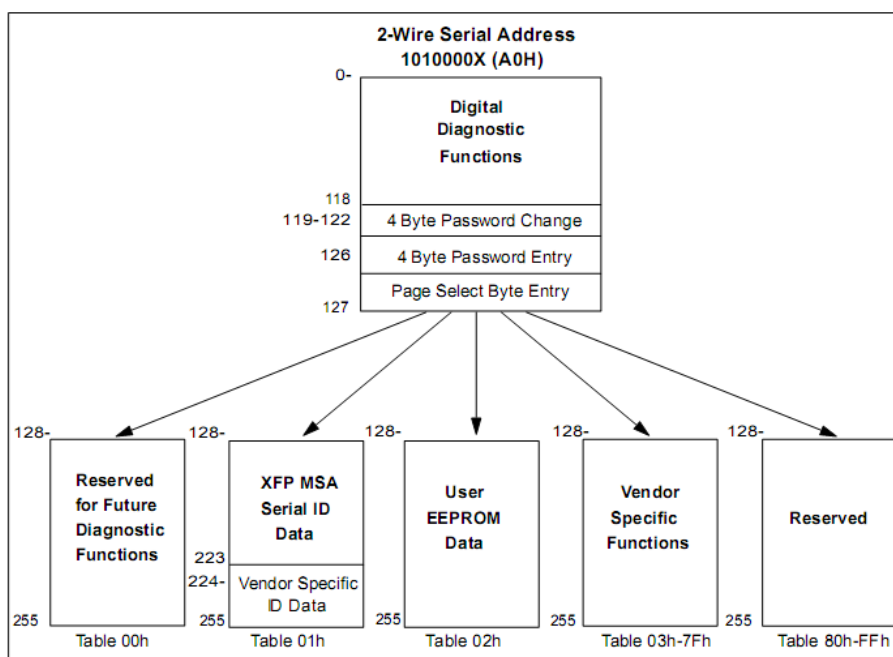 2-Wire Serial Address
1010000X (A0H)
0-
Digital
Diagnostic
Functions
118
119-122
4 Byte Password Change
126
4 Byte Password Entry
Page Select Byte Entry
127
128-
Reserved
for Future
Diagnostic
Functions
255
Table 00h
128-
XFP MSA
Serial ID
Data
223
224-
Vendor Specific
ID Data
255
Table 01h
128-
User
EEPROM
Data
255
Table 02h
128-
Vendor
Specific
Functions
255
Table 03h-7Fh
128-
Reserved
255
Table 80h-FFh